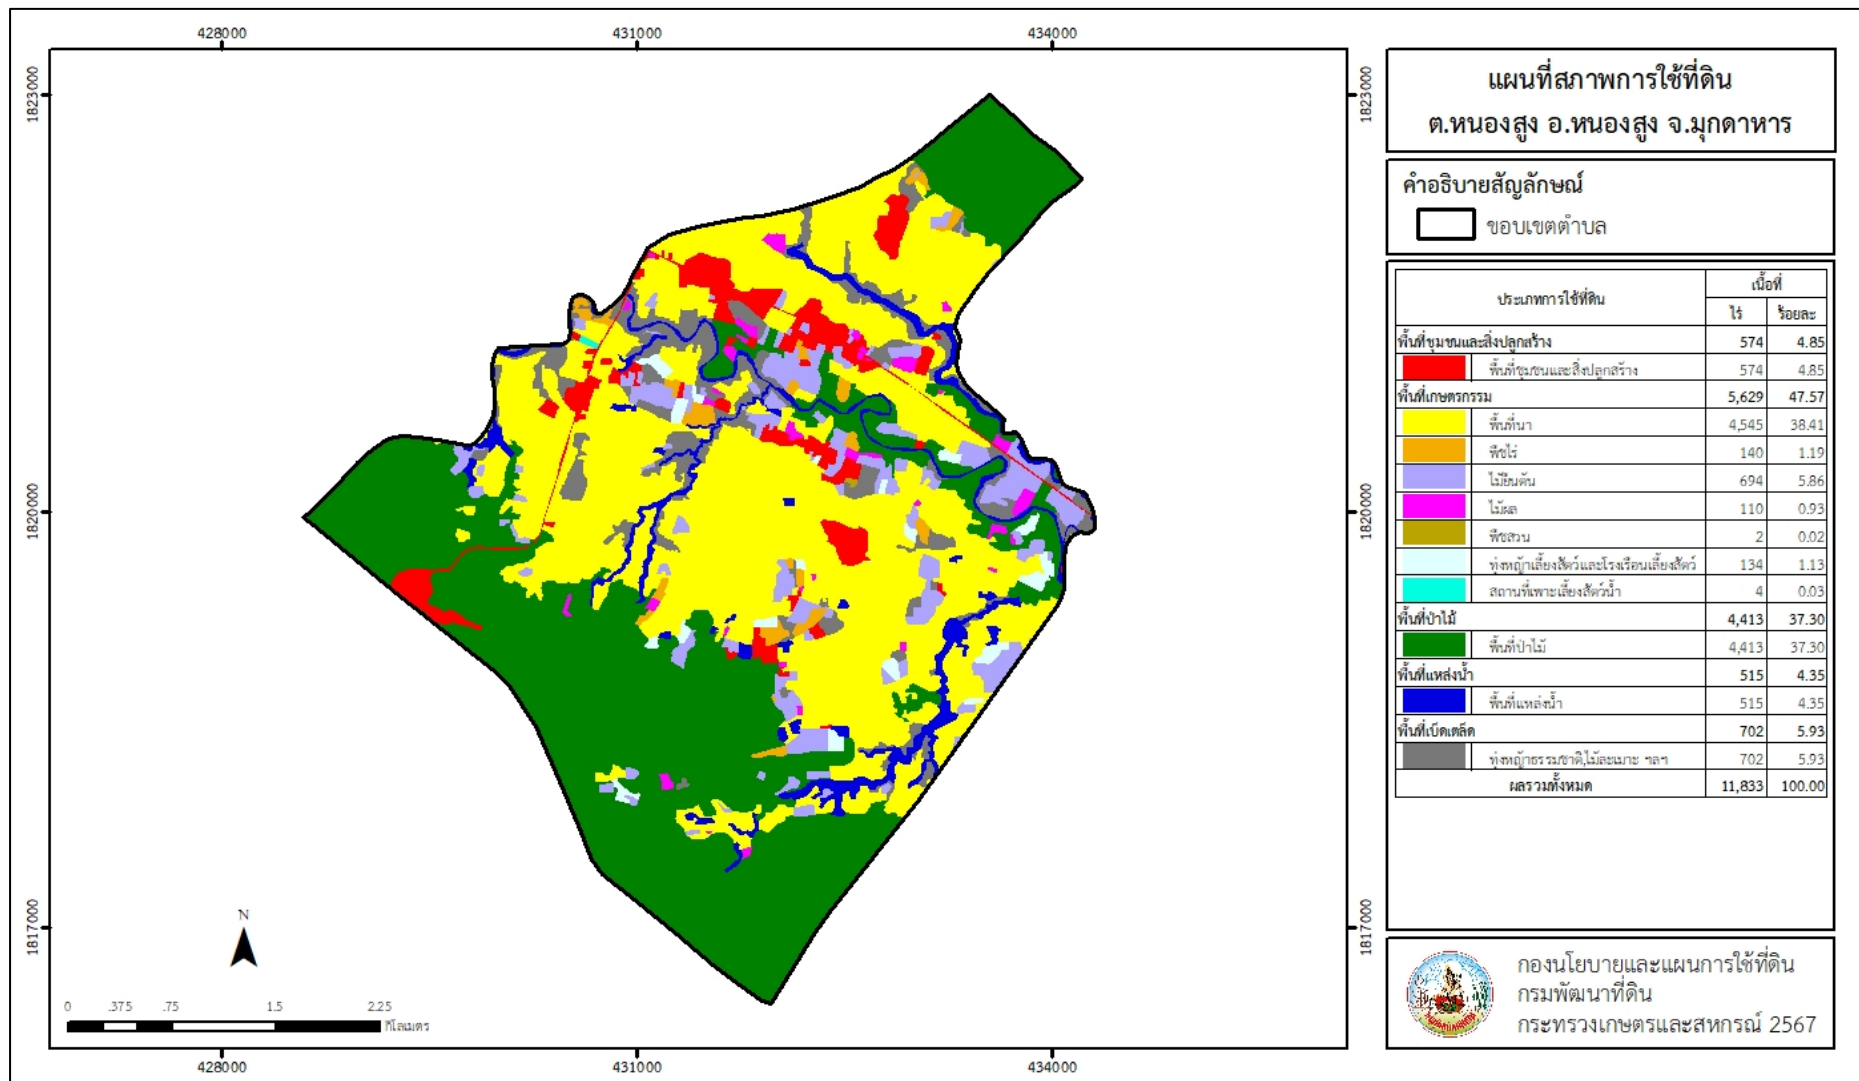 428000 431000 434000
1823000 1823000
1820000 1820000
1817000 1817000
428000 431000 434000
N
0 .375 .75 1.5 2.25
กิโลเมตร
แผนที่สภาพการใช้ที่ดิน
ต.หนองสูง อ.หนองสูง จ.มุกดาหาร
คำอธิบายสัญลักษณ์
ขอบเขตตำบล
ประเภทการใช้ที่ดิน เนื้อที่
ไร่ ร้อยละ
พื้นที่ชุมชนและสิ่งปลูกสร้าง 574 4.85
พื้นที่ชุมชนและสิ่งปลูกสร้าง 574 4.85
พื้นที่เกษตรกรรม 5,629 47.57
พื้นที่นา 4,545 38.41
พืชไร่ 140 1.19
ไม้ยืนต้น 694 5.86
ไม้ผล 110 0.93
พืชสวน 2 0.02
ทุ่งหญ้าเลี้ยงสัตว์และโรงเรือนเลี้ยงสัตว์ 134 1.13
สถานที่เพาะเลี้ยงสัตว์น้ำ 4 0.03
พื้นที่ป่าไม้ 4,413 37.30
พื้นที่ป่าไม้ 4,413 37.30
พื้นที่แหล่งน้ำ 515 4.35
พื้นที่แหล่งน้ำ 515 4.35
พื้นที่เบ็ดเตล็ด 702 5.93
ทุ่งหญ้าธรรมชาติ,ไม้ละเมาะ ฯลฯ 702 5.93
ผลรวมทั้งหมด 11,833 100.00
กองนโยบายและแผนการใช้ที่ดิน
กรมพัฒนาที่ดิน
กระทรวงเกษตรและสหกรณ์ 2567